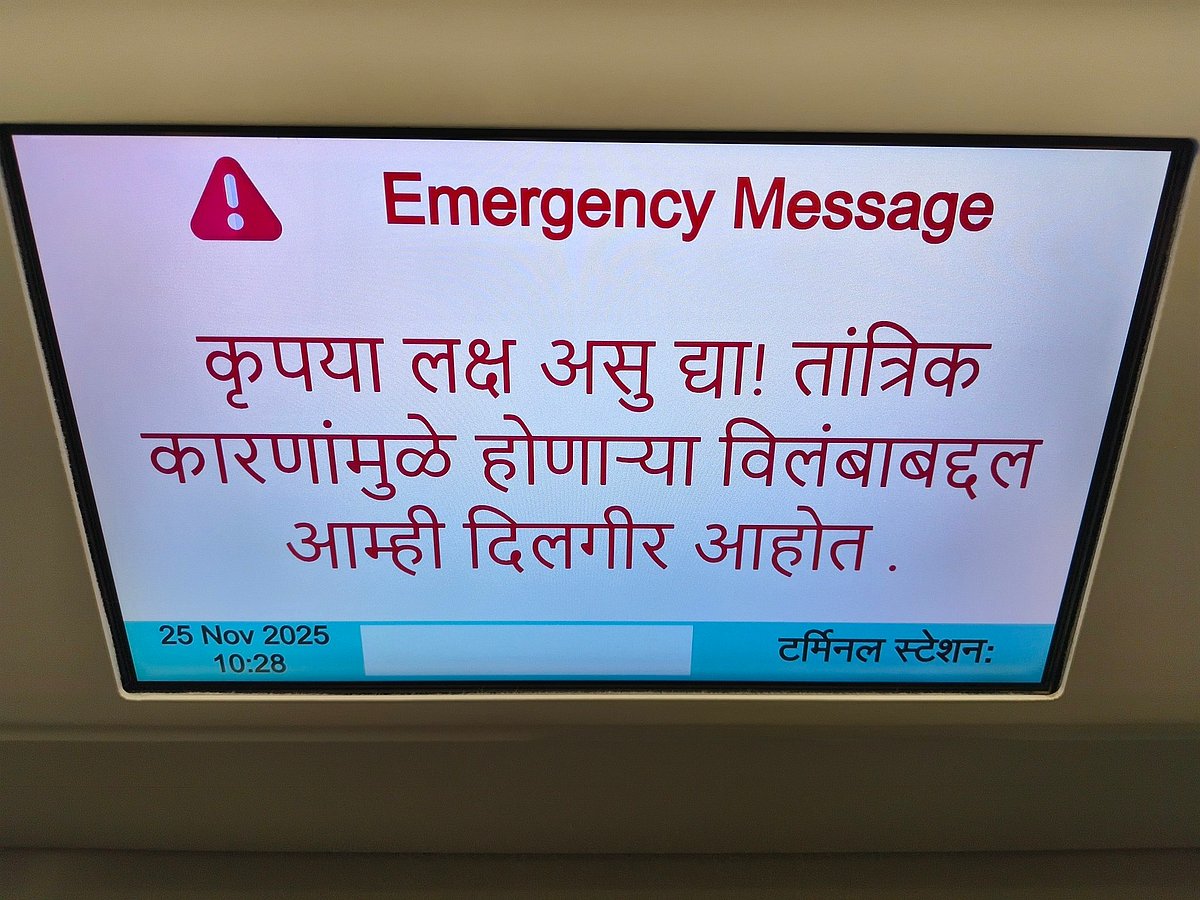 Emergency Message
कृपया लक्ष असु द्या! तांत्रिक
कारणांमुळे होणाऱ्या विलंबाबद्दल
आम्ही दिलगीर आहोत .
25 Nov 2025
10:28
टर्मिनल स्टेशन: